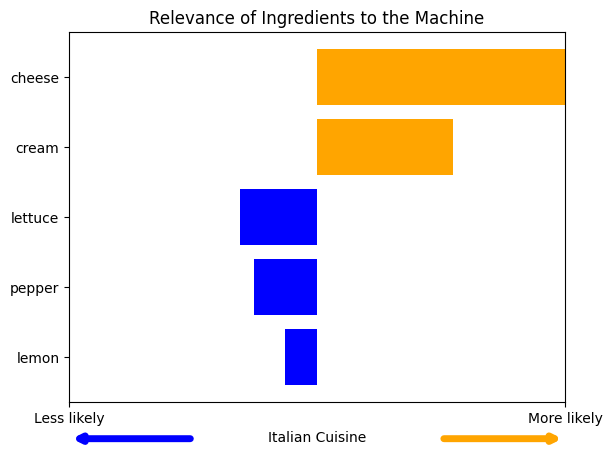 Relevance of Ingredients to the Machine
cheese
cream
lettuce
pepper
lemon
Less likely
More likely
Italian Cuisine